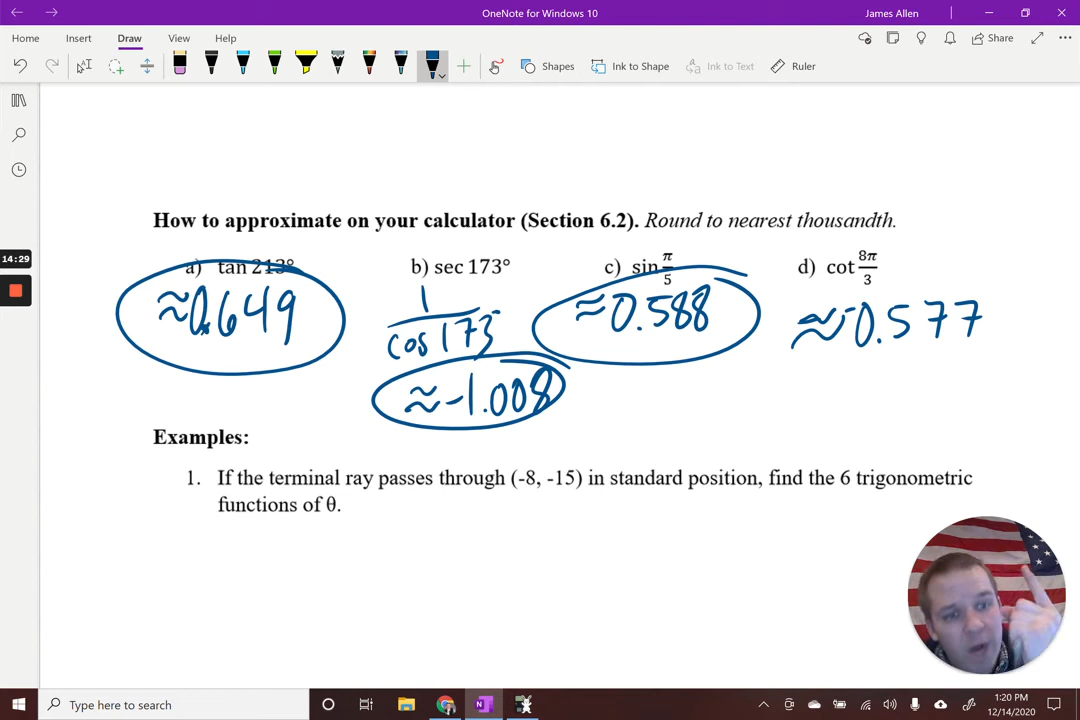 OneNote for Windows 10
James Allen
Home Insert Draw View Help
Share
Shapes Ink to Shape Ink to Text Ruler
How to approximate on your calculator (Section 6.2). Round to nearest thousandth.
14:29
a) tan 213° b) sec 173° c) sin π/5 d) cot 8π/3
≈0.649 1/cos 173 ≈0.588 ≈-0.577
≈-1.008
Examples:
1. If the terminal ray passes through (-8, -15) in standard position, find the 6 trigonometric
functions of θ.
Type here to search
1:20 PM
12/14/2020